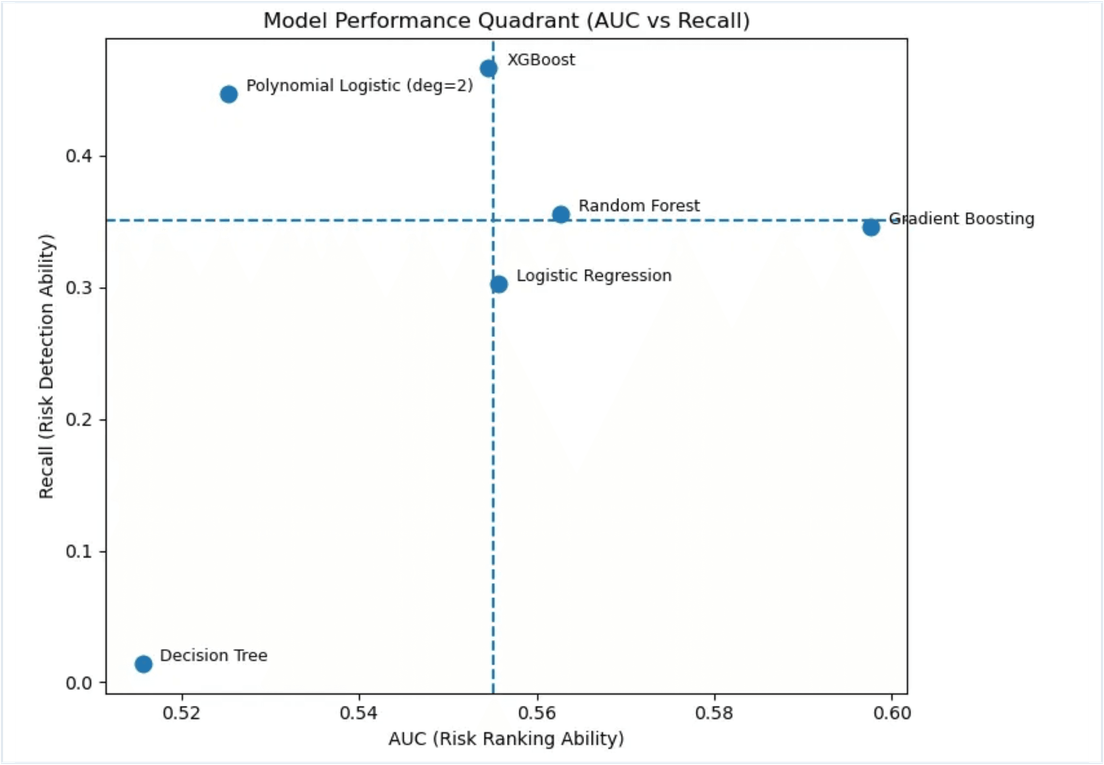 Model Performance Quadrant (AUC vs Recall)
XGBoost
Polynomial Logistic (deg=2)
0.4
Random Forest
Gradient Boosting
Logistic Regression
0.3
0.2
0.1
Decision Tree
0.0
Recall (Risk Detection Ability)
0.52 0.54 0.56 0.58 0.60
AUC (Risk Ranking Ability)